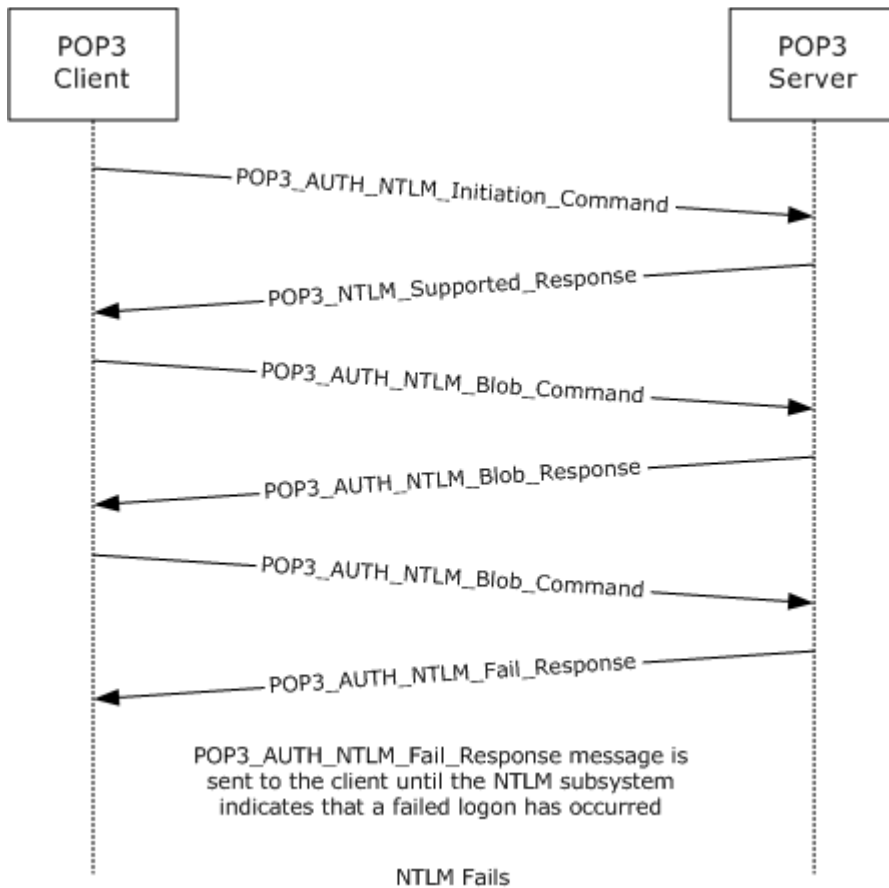 POP3
Client
POP3
Server
POP3_AUTH_NTLM_Initiation_Command
POP3_NTLM_Supported_Response
POP3_AUTH_NTLM_Blob_Command
POP3_AUTH_NTLM_Blob_Response
POP3_AUTH_NTLM_Blob_Command
POP3_AUTH_NTLM_Fail_Response
POP3_AUTH_NTLM_Fail_Response message is
sent to the client until the NTLM subsystem
indicates that a failed logon has occurred
NTLM Fails